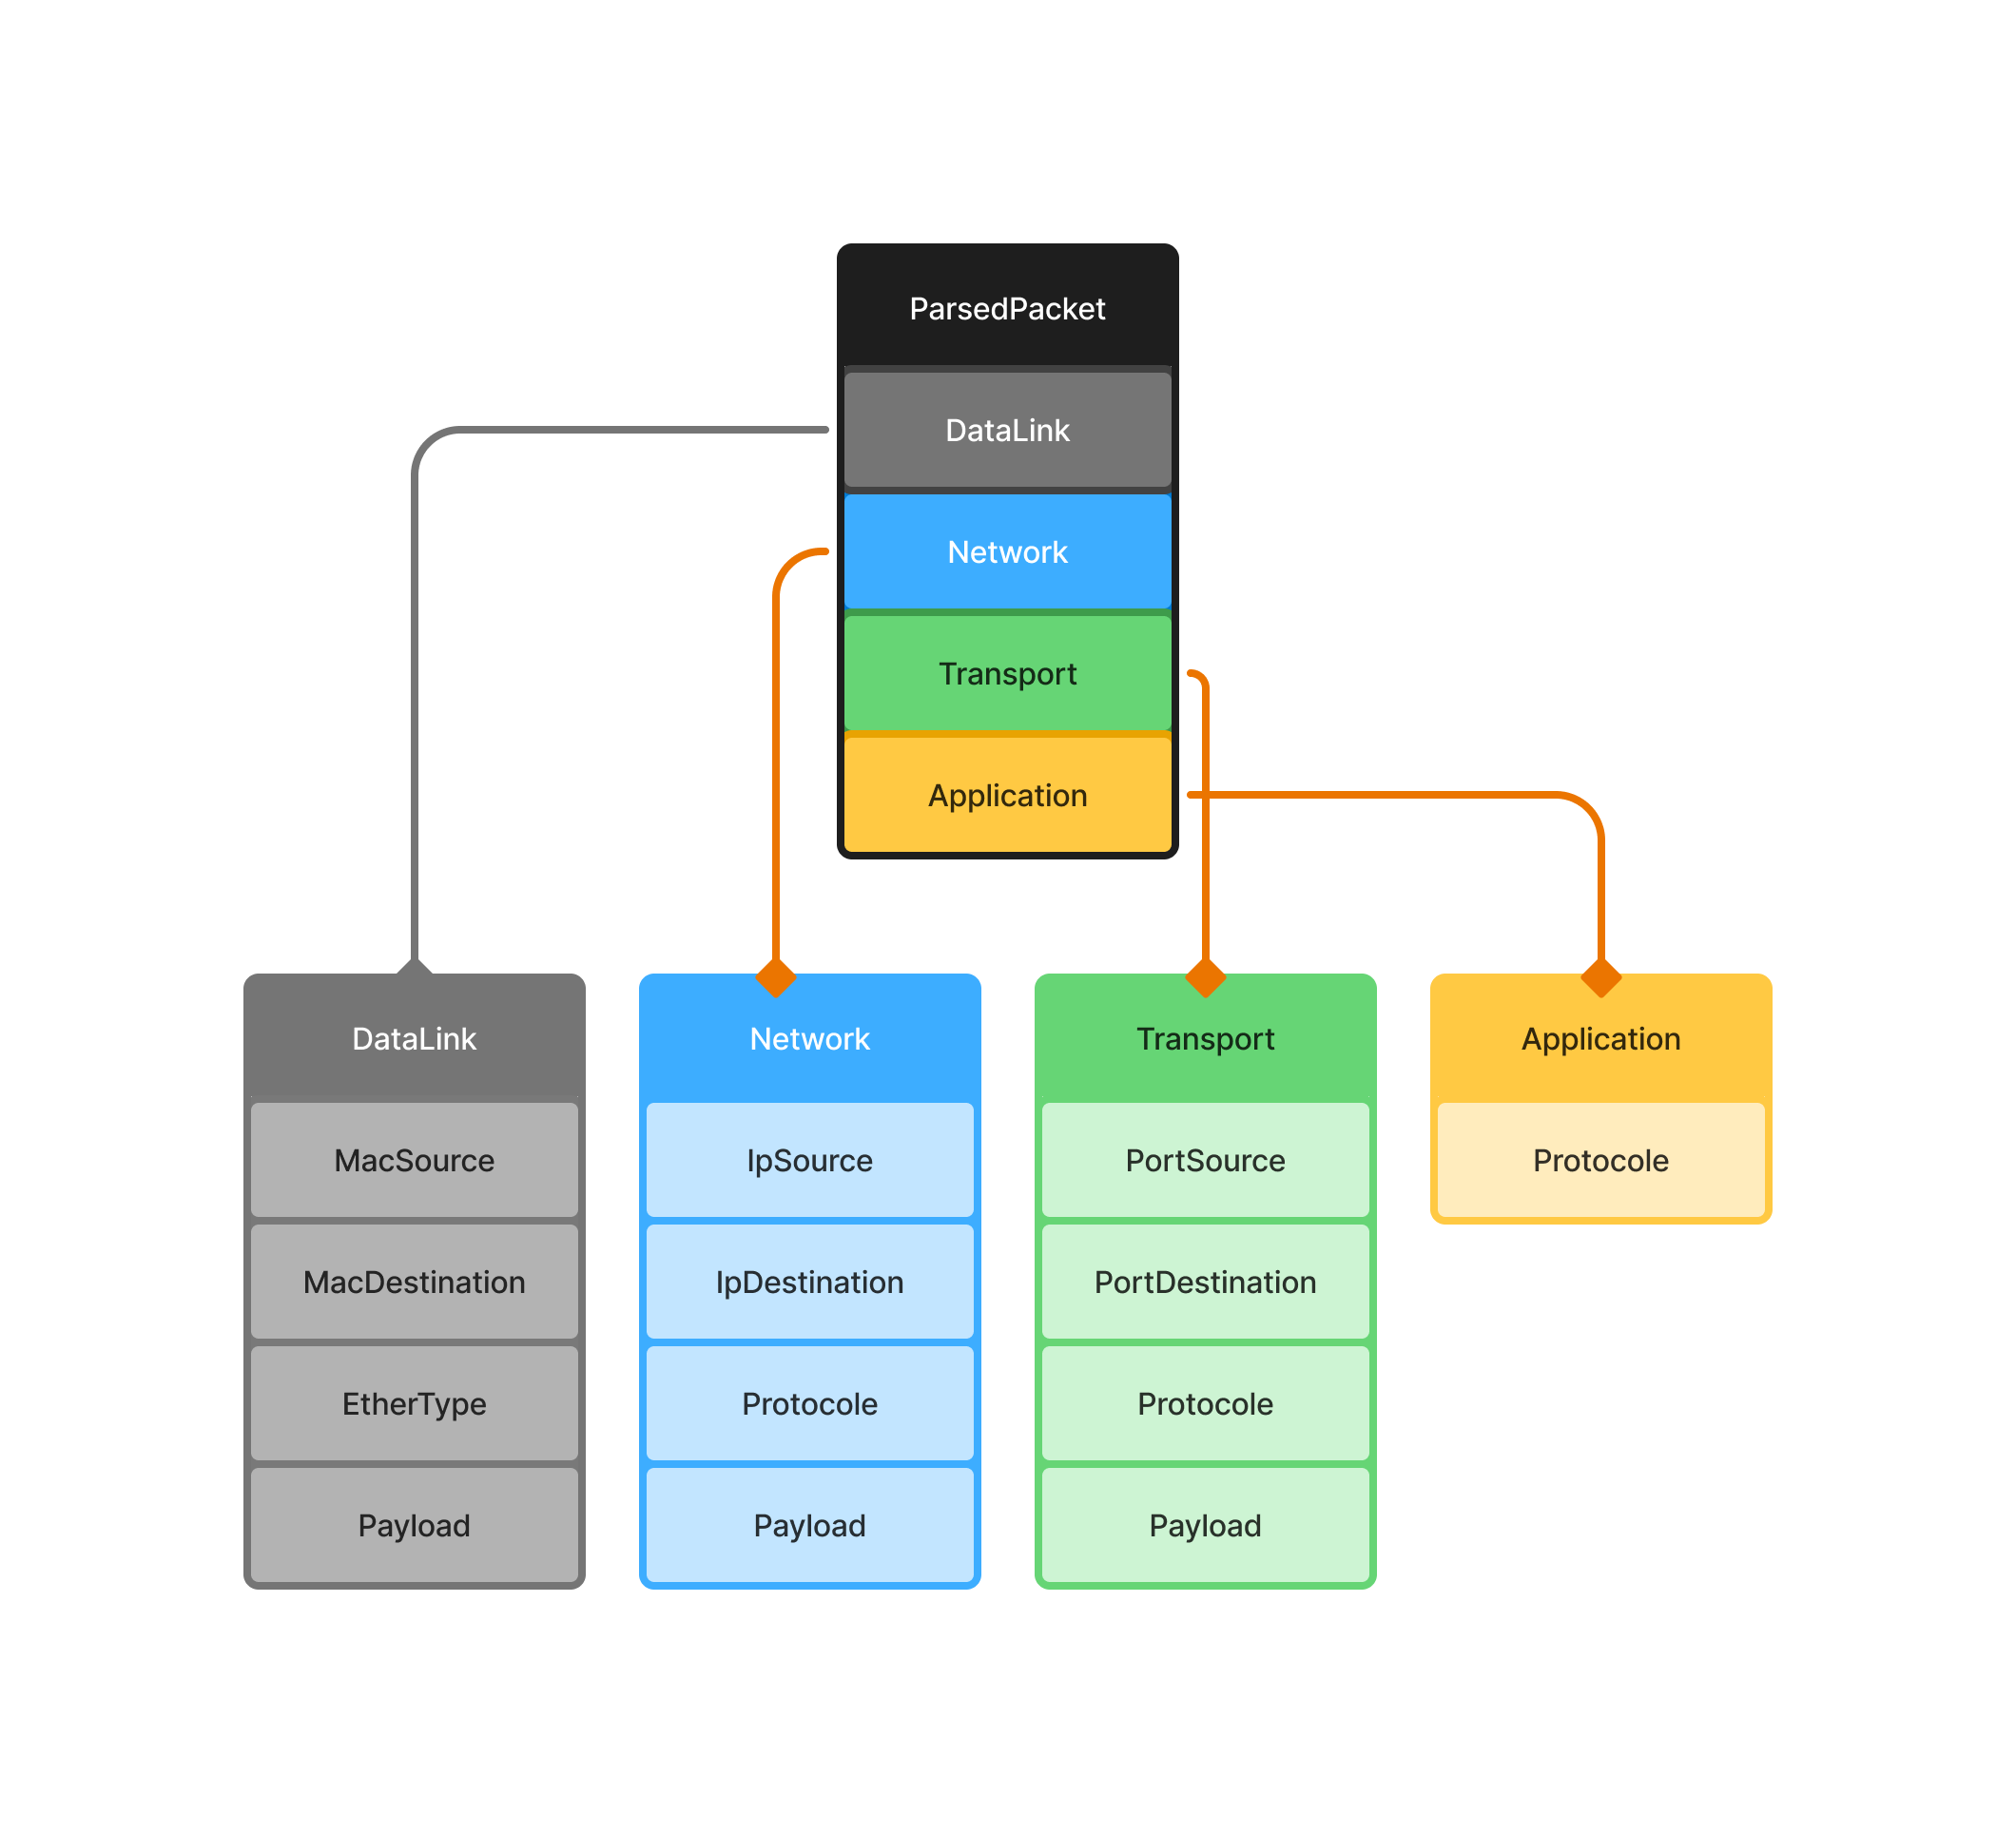 ParsedPacket
DataLink
Network
Transport
Application
DataLink
MacSource
MacDestination
EtherType
Payload
Network
IpSource
IpDestination
Protocole
Payload
Transport
PortSource
PortDestination
Protocole
Payload
Application
Protocole